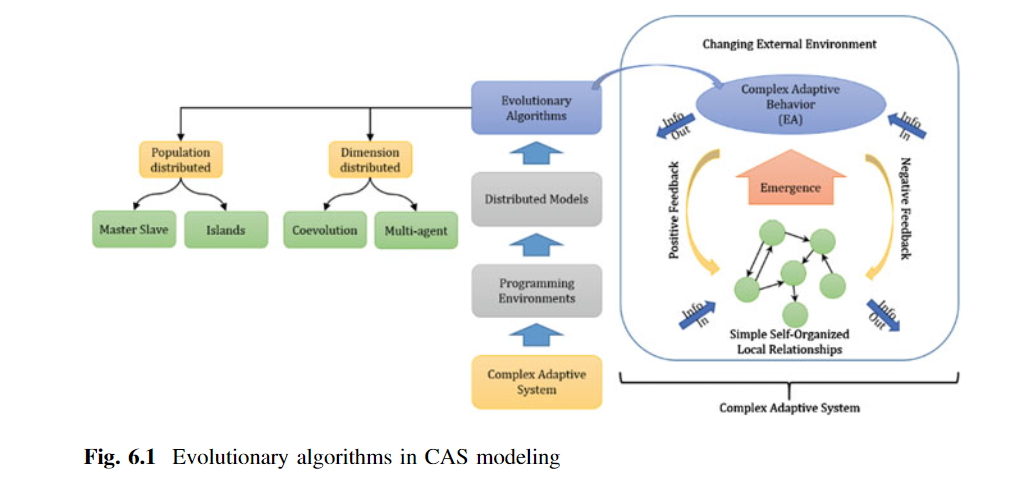 Changing External Environment
Evolutionary
Algorithms
Complex Adaptive
Behavior
(EA)
Info
Out
Info
In
Population
distributed
Dimension
distributed
Positive Feedback
Negative Feedback
Distributed Models
Emergence
Master Slave
Islands
Coevolution
Multi-agent
Programming
Environments
Info
In
Info
Out
Simple Self-Organized
Local Relationships
Complex Adaptive
System
Complex Adaptive System
Fig. 6.1 Evolutionary algorithms in CAS modeling